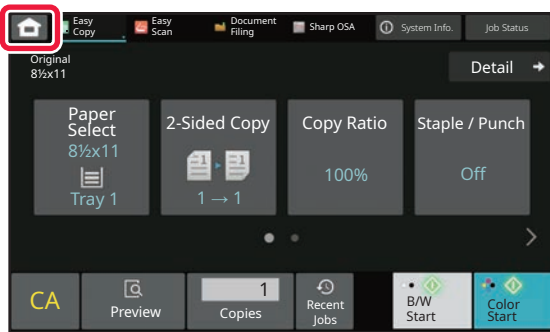 Easy
Copy
Easy
Scan
Document
Filing
Sharp OSA
System Info.
Job Status
Original
8½x11
Detail
Paper
Select
8½x11
Tray 1
2-Sided Copy
1 → 1
Copy Ratio
100%
Staple / Punch
Off
CA
Preview
1
Copies
Recent
Jobs
B/W
Start
Color
Start